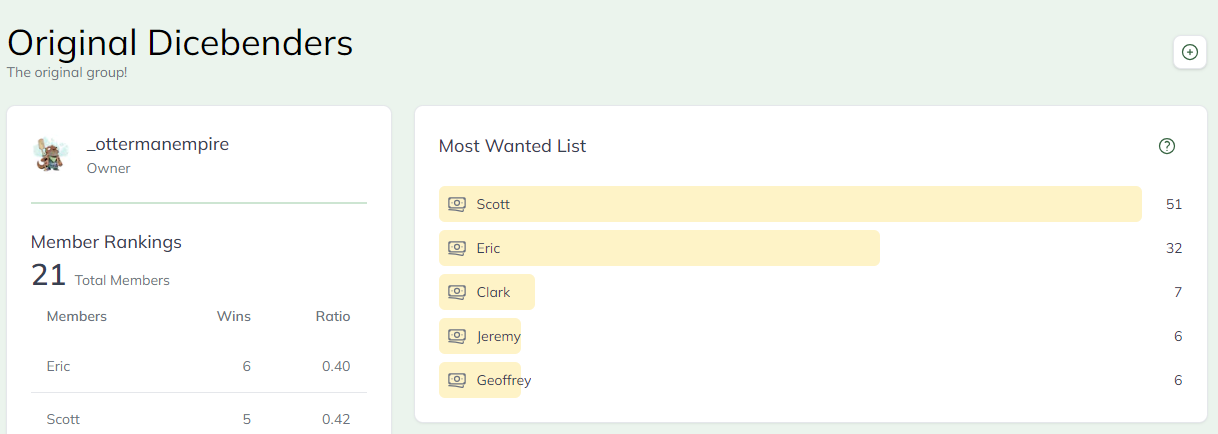 Original Dicebenders
The original group!
_ottermanempire
Owner
Member Rankings
21 Total Members
Members Wins Ratio
Eric 6 0.40
Scott 5 0.42
Most Wanted List
Scott 51
Eric 32
Clark 7
Jeremy 6
Geoffrey 6